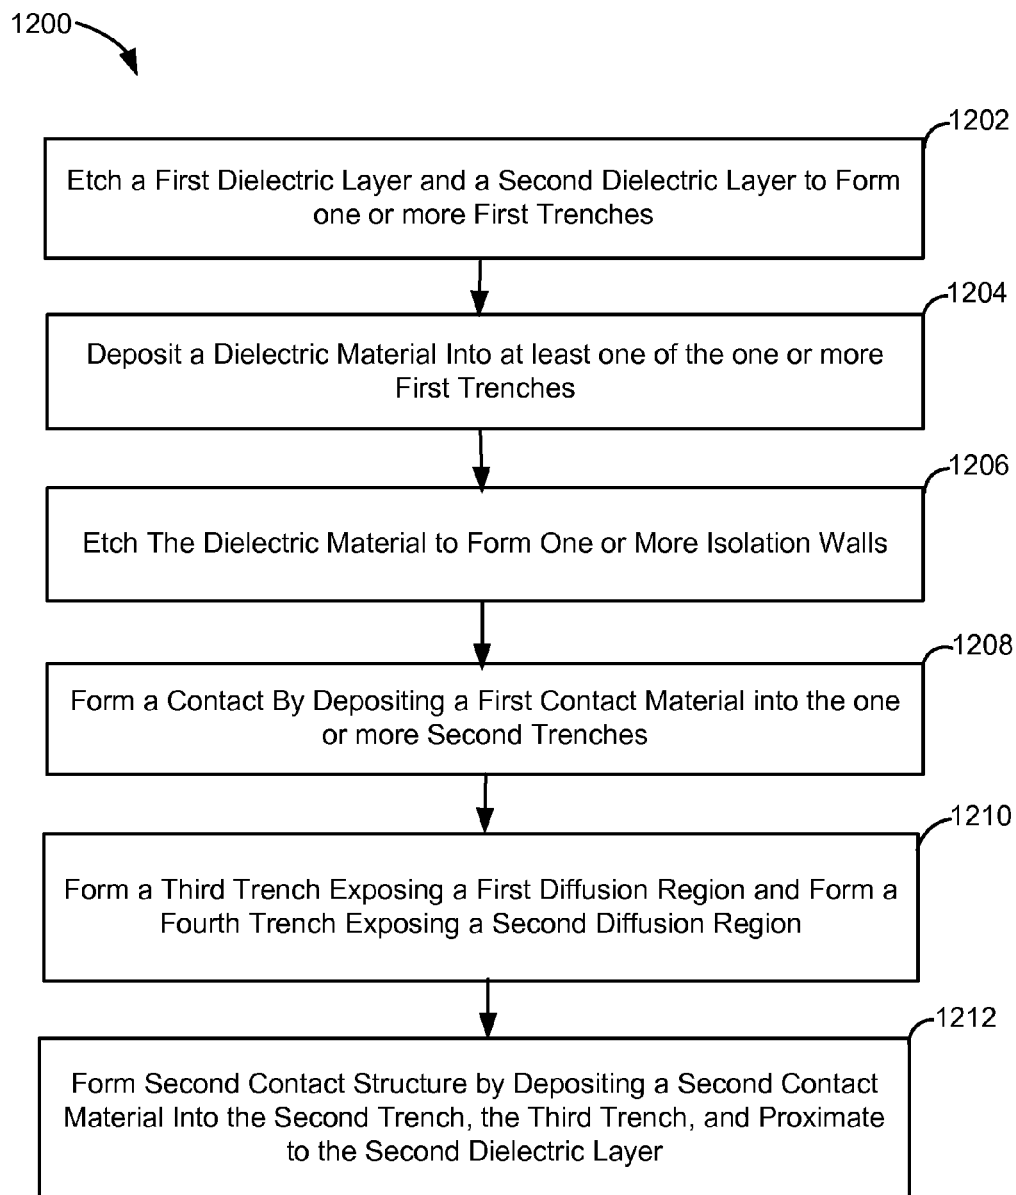 1200
1202
Etch a First Dielectric Layer and a Second Dielectric Layer to Form
one or more First Trenches
1204
Deposit a Dielectric Material Into at least one of the one or more
First Trenches
1206
Etch The Dielectric Material to Form One or More Isolation Walls
1208
Form a Contact By Depositing a First Contact Material into the one
or more Second Trenches
1210
Form a Third Trench Exposing a First Diffusion Region and Form a
Fourth Trench Exposing a Second Diffusion Region
1212
Form Second Contact Structure by Depositing a Second Contact
Material Into the Second Trench, the Third Trench, and Proximate
to the Second Dielectric Layer